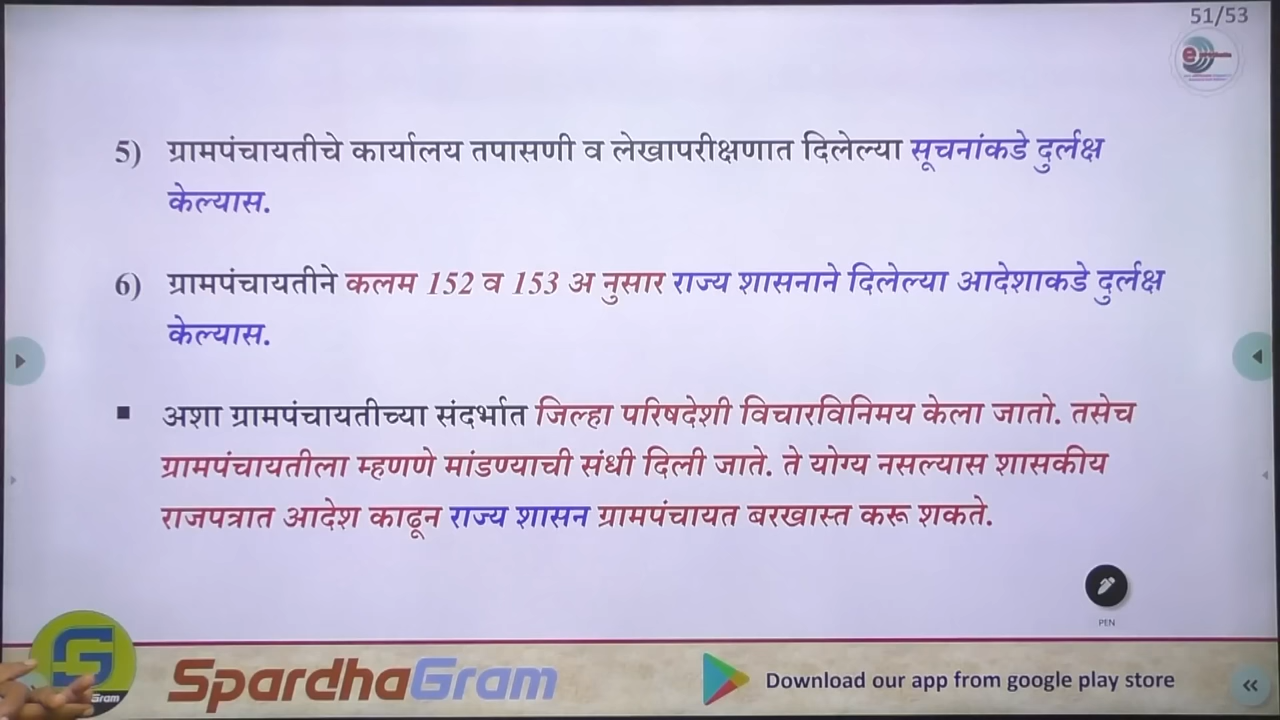 51/53
5) ग्रामपंचायतीचे कार्यालय तपासणी व लेखापरीक्षणात दिलेल्या सूचनांकडे दुर्लक्ष
केल्यास.
6) ग्रामपंचायतीने कलम 152 व 153 अ नुसार राज्य शासनाने दिलेल्या आदेशाकडे दुर्लक्ष
केल्यास.
▪ अशा ग्रामपंचायतीच्या संदर्भात जिल्हा परिषदेशी विचारविनिमय केला जातो. तसेच
ग्रामपंचायतीला म्हणणे मांडण्याची संधी दिली जाते. ते योग्य नसल्यास शासकीय
राजपत्रात आदेश काढून राज्य शासन ग्रामपंचायत बरखास्त करू शकते.
PEN
Gram
SpardhaGram
Download our app from google play store